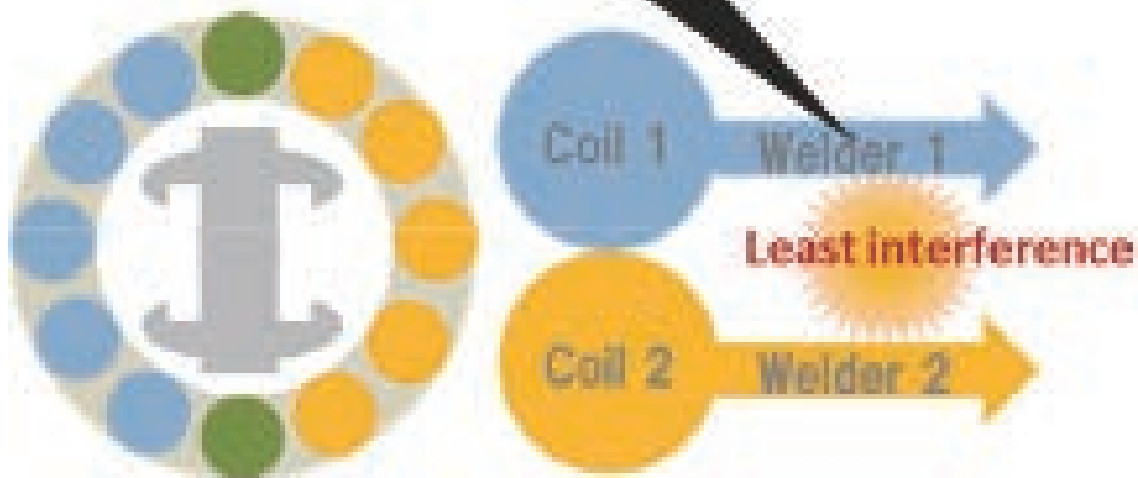 Coil 1
Welder 1
Least interference
Coil 2
Welder 2